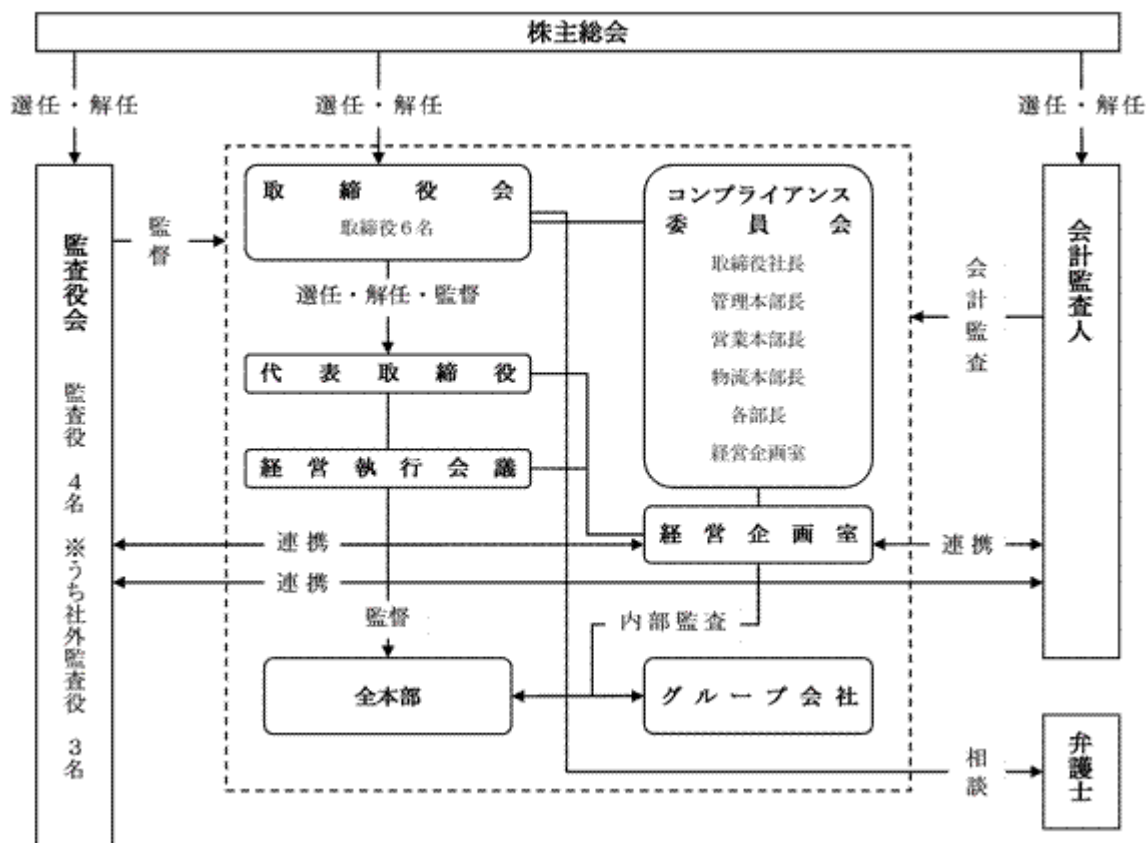 株主総会
選任・解任
選任・解任
選任・解任
取締役会
取締役6名
コンプライアンス
委員会
取締役社長
管理本部長
営業本部長
物流本部長
各部長
経営企画室
監査役会 監査役 4名 ※うち社外監査役 3名
監督
会計監査
会計監査人
選任・解任・監督
代表取締役
経営執行会議
経営企画室
連携
連携
連携
監督
内部監査
全本部
グループ会社
相談
弁護士